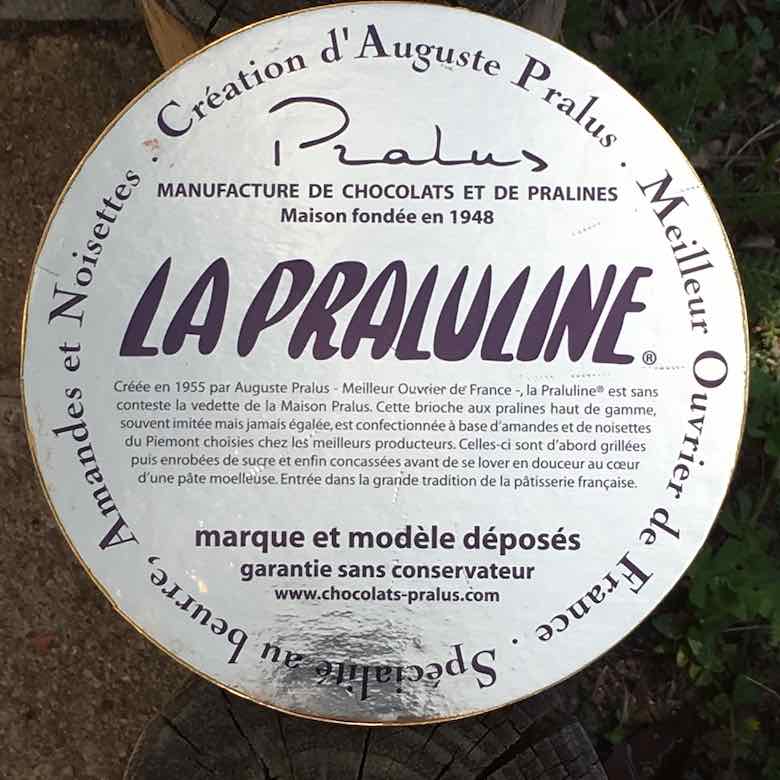 Création d'Auguste Pralus . Meilleur Ouvrier de France . Spécialité au beurre, Amandes et Noisettes .
Pralus
MANUFACTURE DE CHOCOLATS ET DE PRALINES
Maison fondée en 1948
LA PRALULINE®
Créée en 1955 par Auguste Pralus - Meilleur Ouvrier de France -, la Praluline® est sans
conteste la vedette de la Maison Pralus. Cette brioche aux pralines haut de gamme,
souvent imitée mais jamais égalée, est confectionnée à base d'amandes et de noisettes
du Piemont choisies chez les meilleurs producteurs. Celles-ci sont d'abord grillées
puis enrobées de sucre et enfin concassées avant de se lover en douceur au cœur
d'une pâte moelleuse. Entrée dans la grande tradition de la pâtisserie française.
marque et modèle déposés
garantie sans conservateur
www.chocolats-pralus.com